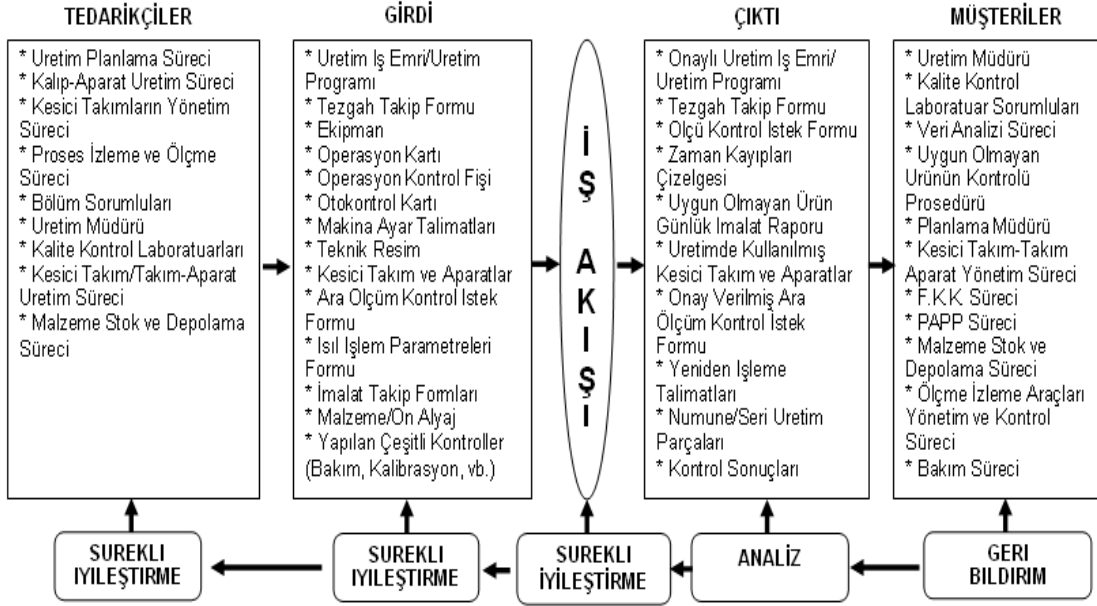 TEDARİKÇİLER
* Uretim Planlama Süreci
* Kalıp-Aparat Uretim Süreci
* Kesici Takımların Yönetim
Süreci
* Proses İzleme ve Ölçme
Süreci
* Bölüm Sorumluları
* Uretim Müdürü
* Kalite Kontrol Laboratuarları
* Kesici Takım/Takım-Aparat
Uretim Süreci
* Malzeme Stok ve Depolama
Süreci
GİRDİ
* Uretim Iş Emri/Uretim
Programı
* Tezgah Takip Formu
* Ekipman
* Operasyon Kartı
* Operasyon Kontrol Fişi
* Otokontrol Kartı
* Makina Ayar Talimatları
* Teknik Resim
* Kesici Takım ve Aparatlar
* Ara Olçüm Kontrol Istek
Formu
* Isıl Işlem Parametreleri
Formu
* İmalat Takip Formları
* Malzeme/On Alyaj
* Yapılan Çeşitli Kontroller
(Bakım, Kalibrasyon, vb.)
İŞ AKIŞI
ÇIKTI
* Onaylı Uretim Iş Emri/
Uretim Programı
* Tezgah Takip Formu
* Olçü Kontrol Istek Formu
* Zaman Kayıpları
Çizelgesi
* Uygun Olmayan Ürün
Günlük Imalat Raporu
* Uretimde Kullanılmış
Kesici Takım ve Aparatlar
* Onay Verilmiş Ara
Ölçüm Kontrol İstek
Formu
* Yeniden Işleme
Talimatları
* Numune/Seri Uretim
Parçaları
* Kontrol Sonuçları
MÜŞTERİLER
* Uretim Müdürü
* Kalite Kontrol
Laboratuar Sorumluları
* Veri Analizi Süreci
* Uygun Olmayan
Urünün Kontrolü
Prosedürü
* Planlama Müdürü
* Kesici Takım-Takım
Aparat Yönetim Süreci
* F.K.K. Süreci
* PAPP Süreci
* Malzeme Stok ve
Depolama Süreci
* Ölçme İzleme Araçları
Yönetim ve Kontrol
Süreci
* Bakım Süreci
SUREKLI
IYILEŞTIRME
SUREKLI
IYILEŞTIRME
SUREKLI
İYİLEŞTİRME
ANALİZ
GERI
BILDIRIM